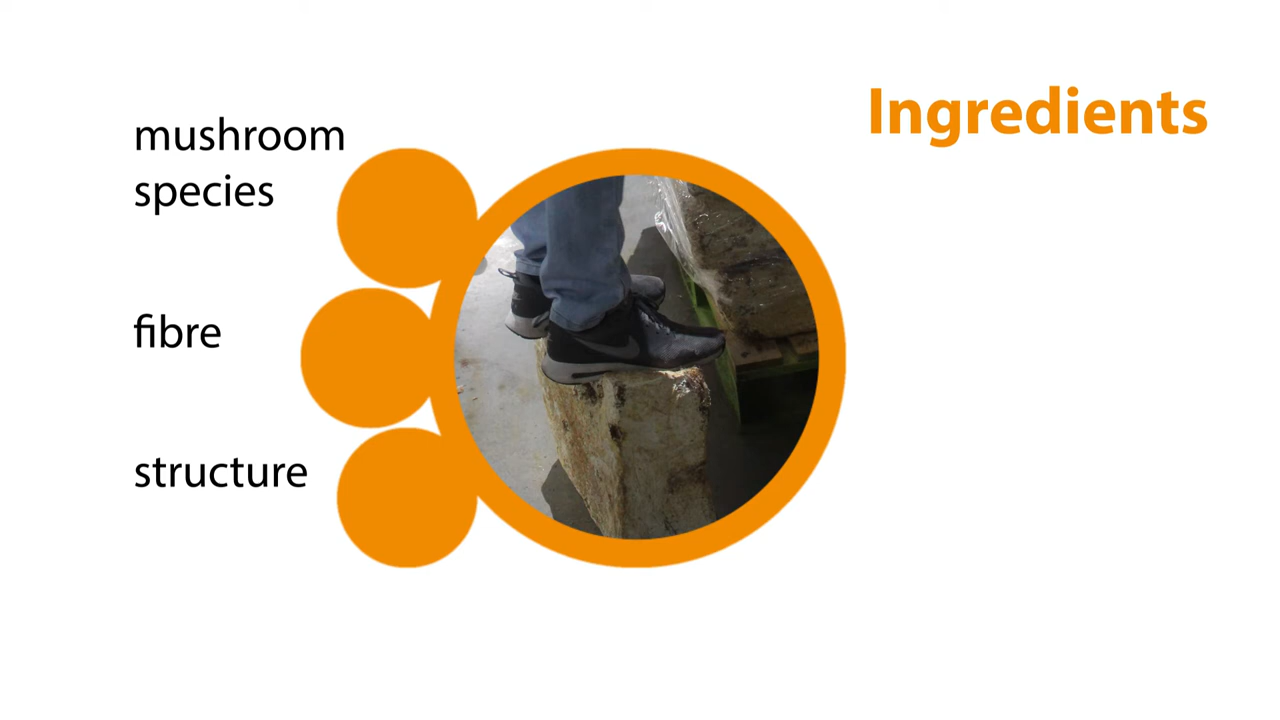 Ingredients
mushroom
species
fibre
structure